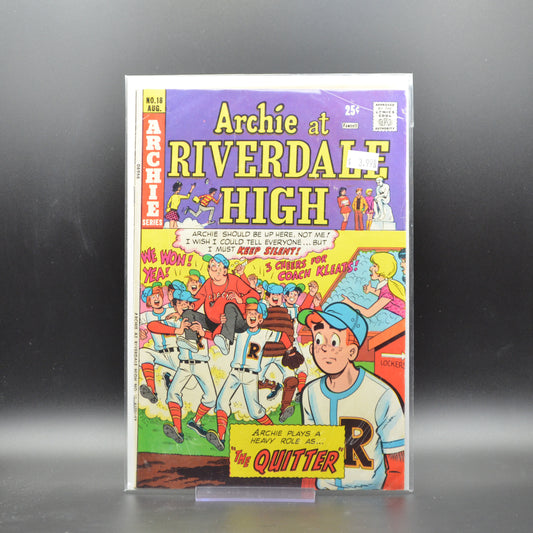 NO.18
AUG.
ARCHIE
SERIES
Archie at
RIVERDALE
HIGH
25¢
APPROVED
BY THE
COMICS
CODE
AUTHORITY
ARCHIE SHOULD BE UP HERE, NOT ME!
I WISH I COULD TELL EVERYONE... BUT
I MUST KEEP SILENT!
WE WON!
YEA!
3 CHEERS FOR
COACH KLEATS!
LOCKER
R
R
ARCHIE PLAYS A
HEAVY ROLE AS...
"THE QUITTER"